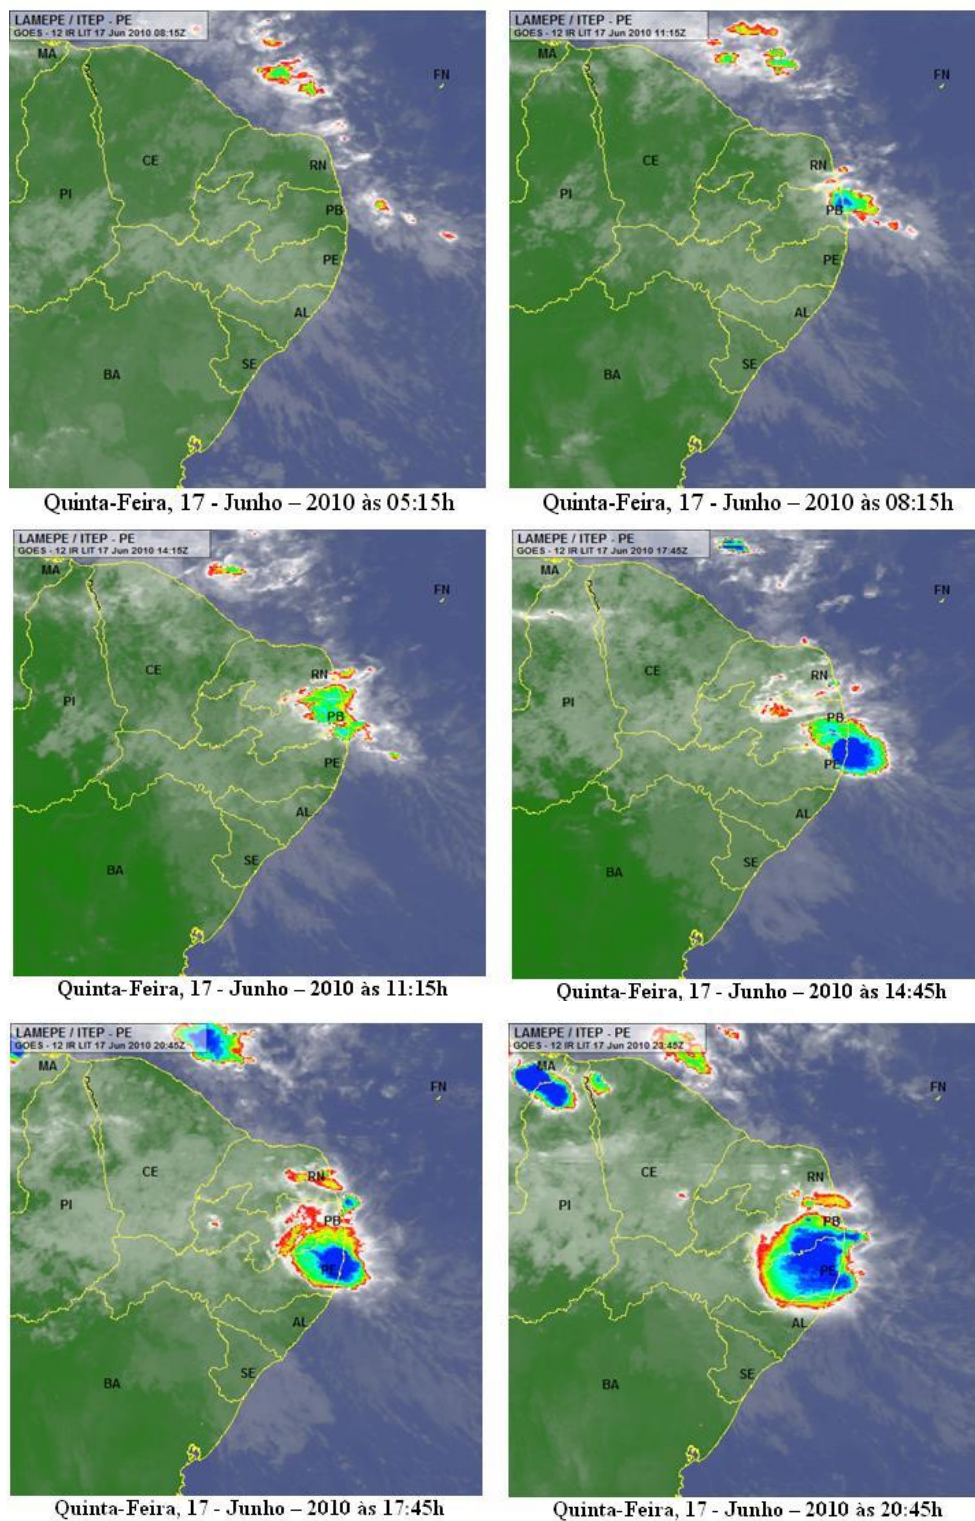 LAMEPE / ITEP - PE
GOES - 12 IR LIT 17 Jun 2010 08:15Z
MA
FN
CE
RN
PI
PB
PE
AL
SE
BA
Quinta-Feira, 17 - Junho – 2010 às 05:15h
LAMEPE / ITEP - PE
GOES - 12 IR LIT 17 Jun 2010 11:15Z
MA
FN
CE
RN
PI
PB
PE
AL
SE
BA
Quinta-Feira, 17 - Junho – 2010 às 08:15h
LAMEPE / ITEP - PE
GOES - 12 IR LIT 17 Jun 2010 14:15Z
MA
FN
CE
RN
PI
PB
PE
AL
SE
BA
Quinta-Feira, 17 - Junho – 2010 às 11:15h
LAMEPE / ITEP - PE
GOES - 12 IR LIT 17 Jun 2010 17:45Z
MA
FN
CE
RN
PI
PB
PE
AL
SE
BA
Quinta-Feira, 17 - Junho – 2010 às 14:45h
LAMEPE / ITEP - PE
GOES - 12 IR LIT 17 Jun 2010 20:45Z
MA
FN
CE
RN
PI
PB
PE
AL
SE
BA
Quinta-Feira, 17 - Junho – 2010 às 17:45h
LAMEPE / ITEP - PE
GOES - 12 IR LIT 17 Jun 2010 23:45Z
MA
FN
CE
RN
PI
PB
PE
AL
SE
BA
Quinta-Feira, 17 - Junho – 2010 às 20:45h